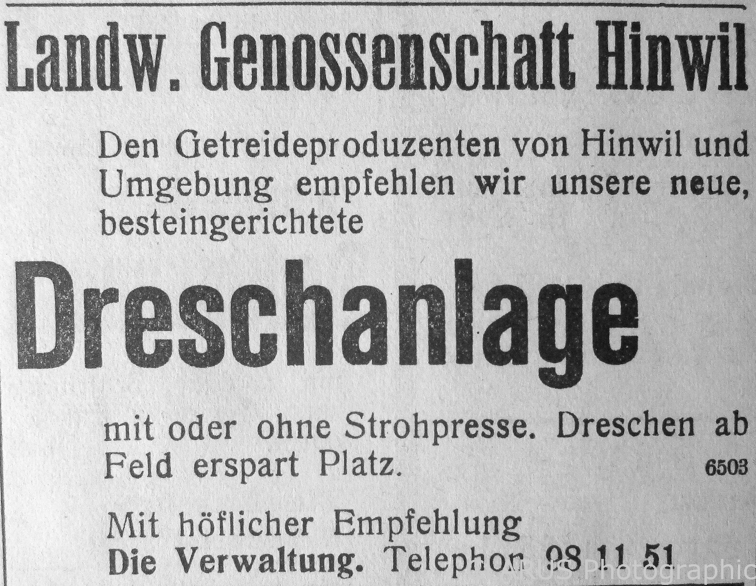 Landw. Genossenschaft Hinwil
Den Getreideproduzenten von Hinwil und
Umgebung empfehlen wir unsere neue,
besteingerichtete
Dreschanlage
mit oder ohne Strohpresse. Dreschen ab
Feld erspart Platz. 6503
Mit höflicher Empfehlung
Die Verwaltung. Telephon 98 11 51
Photographic